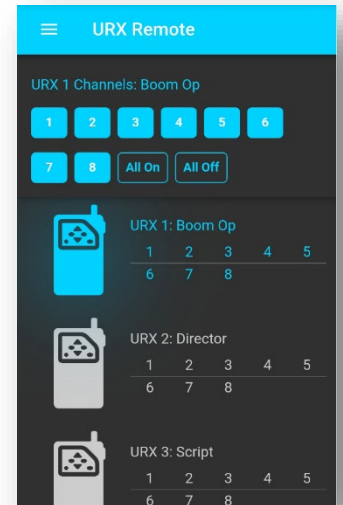 URX Remote
URX 1 Channels: Boom Op
1 2 3 4 5 6
7 8 All On All Off
URX 1: Boom Op
1 2 3 4 5
6 7 8
URX 2: Director
1 2 3 4 5
6 7 8
URX 3: Script
1 2 3 4 5
6 7 8